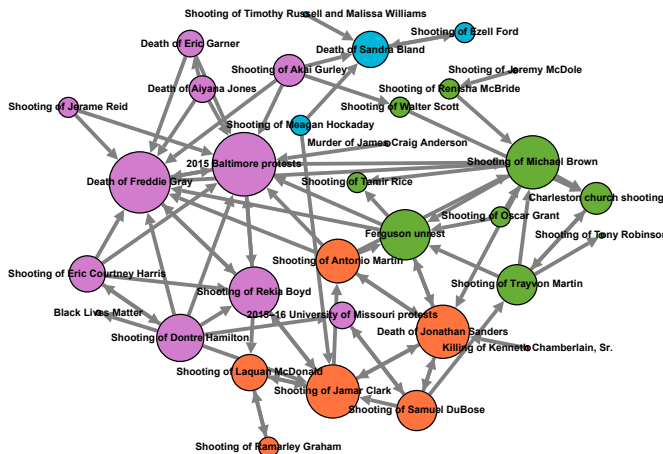 Shooting of Timothy Russell and Malissa Williams
Shooting of Ezell Ford
Death of Eric Garner
Death of Sandra Bland
Shooting of Akai Gurley
Shooting of Jeremy McDole
Death of Aiyana Jones
Shooting of Renisha McBride
Shooting of Jerame Reid
Shooting of Walter Scott
Shooting of Meagan Hockaday
Murder of James Craig Anderson
2015 Baltimore protests
Shooting of Michael Brown
Death of Freddie Gray
Shooting of Tamir Rice
Charleston church shooting
Shooting of Oscar Grant
Ferguson unrest
Shooting of Tony Robinson
Shooting of Antonio Martin
Shooting of Eric Courtney Harris
Shooting of Trayvon Martin
Shooting of Rekia Boyd
2015–16 University of Missouri protests
Black Lives Matter
Death of Jonathan Sanders
Shooting of Dontre Hamilton
Killing of Kenneth Chamberlain, Sr.
Shooting of Laquan McDonald
Shooting of Jamar Clark
Shooting of Samuel DuBose
Shooting of Ramarley Graham